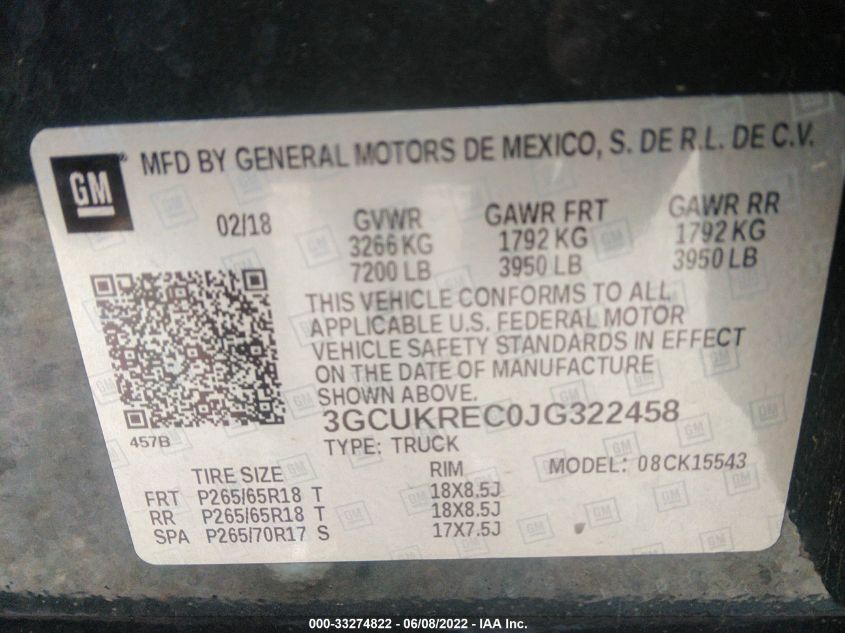 MFD BY GENERAL MOTORS DE MEXICO, S. DE R.L. DE C.V.
GM ®
02/18
GVWR GAWR FRT GAWR RR
3266 KG 1792 KG 1792 KG
7200 LB 3950 LB 3950 LB
THIS VEHICLE CONFORMS TO ALL
APPLICABLE U.S. FEDERAL MOTOR
VEHICLE SAFETY STANDARDS IN EFFECT
ON THE DATE OF MANUFACTURE
SHOWN ABOVE.
3GCUKREC0JG322458
457B
TYPE: TRUCK
MODEL: 08CK15543
TIRE SIZE RIM
FRT P265/65R18 T 18X8.5J
RR P265/65R18 T 18X8.5J
SPA P265/70R17 S 17X7.5J
000-33274822 - 06/08/2022 - IAA Inc.